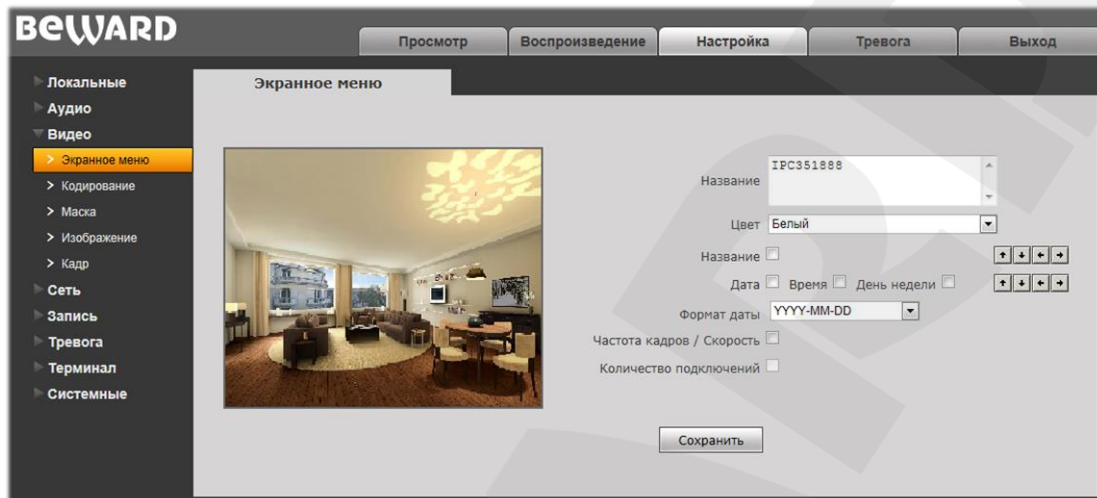 BEWARD
Просмотр Воспроизведение Настройка Тревога Выход
Экранное меню
Локальные
Аудио
Видео
Экранное меню
Кодирование
Маска
Изображение
Кадр
Сеть
Запись
Тревога
Терминал
Системные
Название IPC351888
Цвет Белый
Название
Дата Время День недели
Формат даты YYYY-MM-DD
Частота кадров / Скорость
Количество подключений
Сохранить